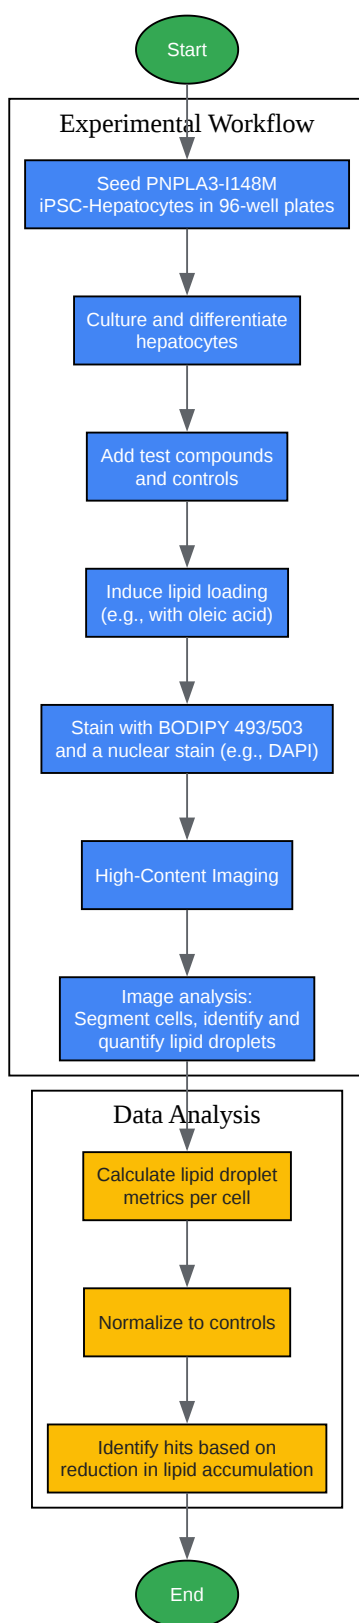 Start
Experimental Workflow
Seed PNPLA3-I148M
iPSC-Hepatocytes in 96-well plates
Culture and differentiate
hepatocytes
Add test compounds
and controls
Induce lipid loading
(e.g., with oleic acid)
Stain with BODIPY 493/503
and a nuclear stain (e.g., DAPI)
High-Content Imaging
Image analysis:
Segment cells, identify and
quantify lipid droplets
Data Analysis
Calculate lipid droplet
metrics per cell
Normalize to controls
Identify hits based on
reduction in lipid accumulation
End